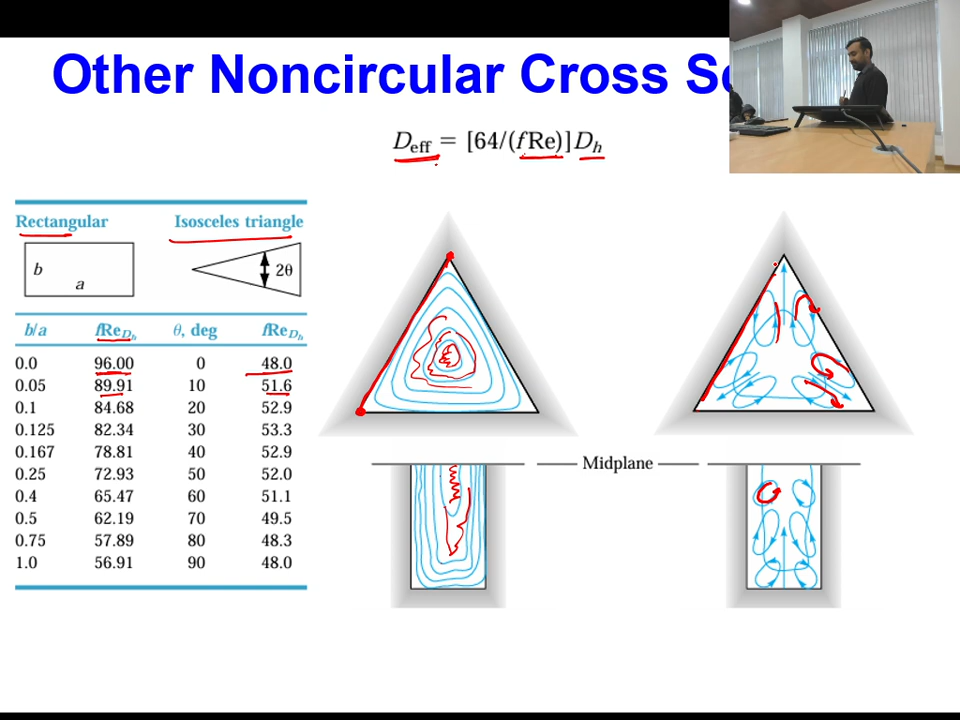 Other Noncircular Cross
D_eff = [64/(f Re)]D_h
Rectangular Isosceles triangle
b
a
2θ
b/a fRe_Dh θ, deg fRe_Dh
0.0 96.00 0 48.0
0.05 89.91 10 51.6
0.1 84.68 20 52.9
0.125 82.34 30 53.3
0.167 78.81 40 52.9
0.25 72.93 50 52.0
0.4 65.47 60 51.1
0.5 62.19 70 49.5
0.75 57.89 80 48.3
1.0 56.91 90 48.0
Midplane